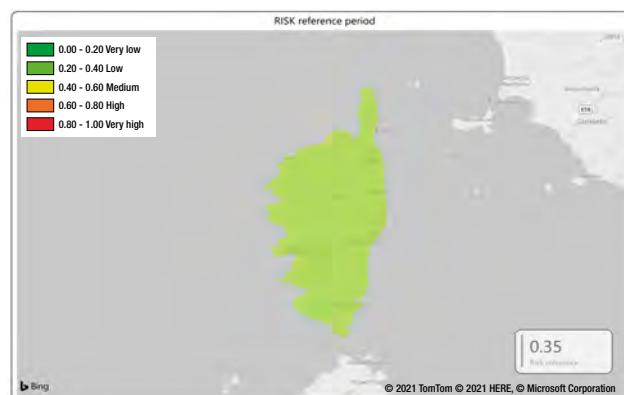 RISK reference period
0.00 - 0.20 Very low
0.20 - 0.40 Low
0.40 - 0.60 Medium
0.60 - 0.80 High
0.80 - 1.00 Very high
0.35
Risk reference
Bing
© 2021 TomTom © 2021 HERE, © Microsoft Corporation